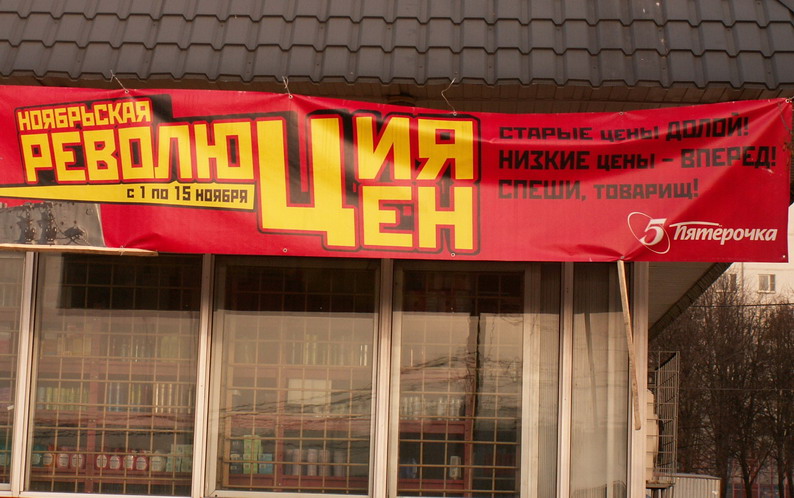 НОЯБРЬСКАЯ
РЕВОЛЮЦИЯ
ЦЕН
с 1 по 15 НОЯБРЯ
СТАРЫЕ цены ДОЛОЙ!
НИЗКИЕ цены - ВПЕРЕД!
СПЕШИ, товарищ!
5 Пятёрочка